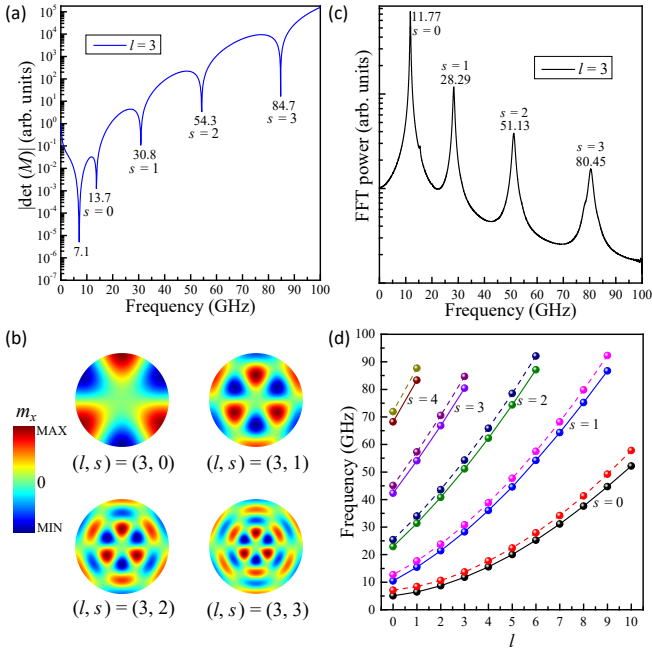 (a)
l = 3
|det (M)| (arb. units)
10^5
10^4
10^3
10^2
10^1
10^0
10^-1
10^-2
10^-3
10^-4
10^-5
10^-6
10^-7
7.1
13.7
s = 0
30.8
s = 1
54.3
s = 2
84.7
s = 3
0 10 20 30 40 50 60 70 80 90 100
Frequency (GHz)
(c)
l = 3
FFT power (arb. units)
11.77
s = 0
s = 1
28.29
s = 2
51.13
s = 3
80.45
0 20 40 60 80 100
Frequency (GHz)
(b)
m_x
MAX
0
MIN
(l, s) = (3, 0)
(l, s) = (3, 1)
(l, s) = (3, 2)
(l, s) = (3, 3)
(d)
Frequency (GHz)
100
90
80
70
60
50
40
30
20
10
0
s = 4
s = 3
s = 2
s = 1
s = 0
0 1 2 3 4 5 6 7 8 9 10
l